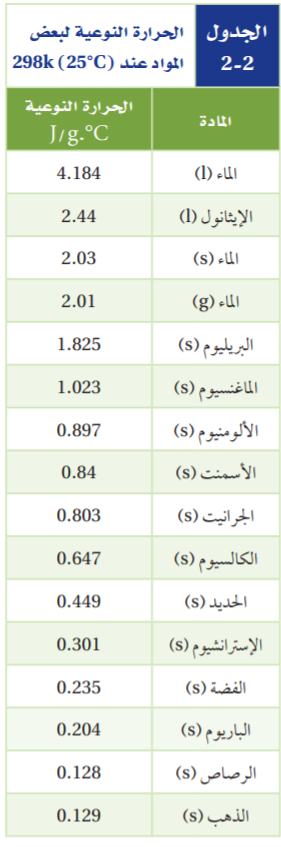 الجدول
2-2
الحرارة النوعية لبعض
المواد عند 298k (25°C)
المادة
الحرارة النوعية
J/g.°C
الماء (l) 4.184
الإيثانول (l) 2.44
الماء (s) 2.03
الماء (g) 2.01
البريليوم (s) 1.825
الماغنسيوم (s) 1.023
الألومنيوم (s) 0.897
الأسمنت (s) 0.84
الجرانيت (s) 0.803
الكالسيوم (s) 0.647
الحديد (s) 0.449
الإسترانشيوم (s) 0.301
الفضة (s) 0.235
الباريوم (s) 0.204
الرصاص (s) 0.128
الذهب (s) 0.129